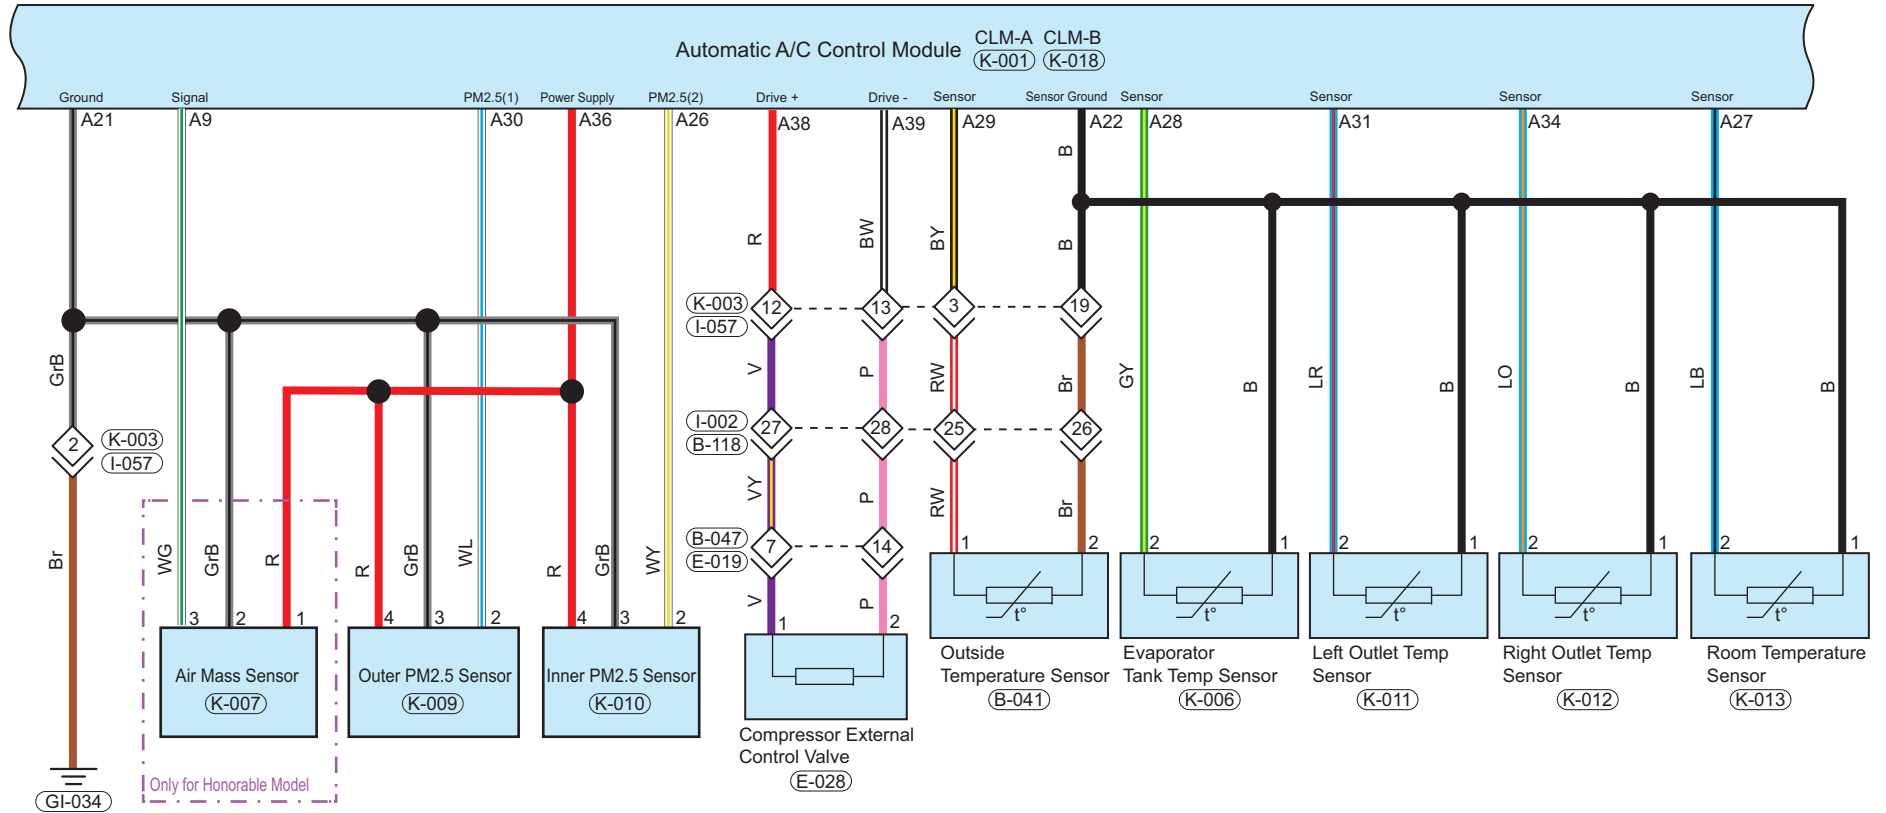 Automatic A/C Control Module
CLM-A CLM-B
K-001 K-018
Ground Signal PM2.5(1) Power Supply PM2.5(2) Drive + Drive - Sensor Sensor Ground Sensor Sensor Sensor Sensor
A21 A9 A30 A36 A26 A38 A39 A29 A22 A28 A31 A34 A27
B
R BW BY B
K-003 12 13 3 19
I-057
GrB V P RW Br GY B LR B LO B LB B
2 K-003
I-057
I-002 27 28 25 26
B-118
VY P RW Br
Br WG GrB R R GrB WL R GrB WY
B-047 7 14
E-019
1 2 2 1 2 1 2 1 2 1
V P
t° t° t° t° t°
3 2 1 4 3 2 4 3 2 1 2
Air Mass Sensor
K-007
Outer PM2.5 Sensor
K-009
Inner PM2.5 Sensor
K-010
Compressor External
Control Valve
E-028
Outside
Temperature Sensor
B-041
Evaporator
Tank Temp Sensor
K-006
Left Outlet Temp
Sensor
K-011
Right Outlet Temp
Sensor
K-012
Room Temperature
Sensor
K-013
Only for Honorable Model
GI-034